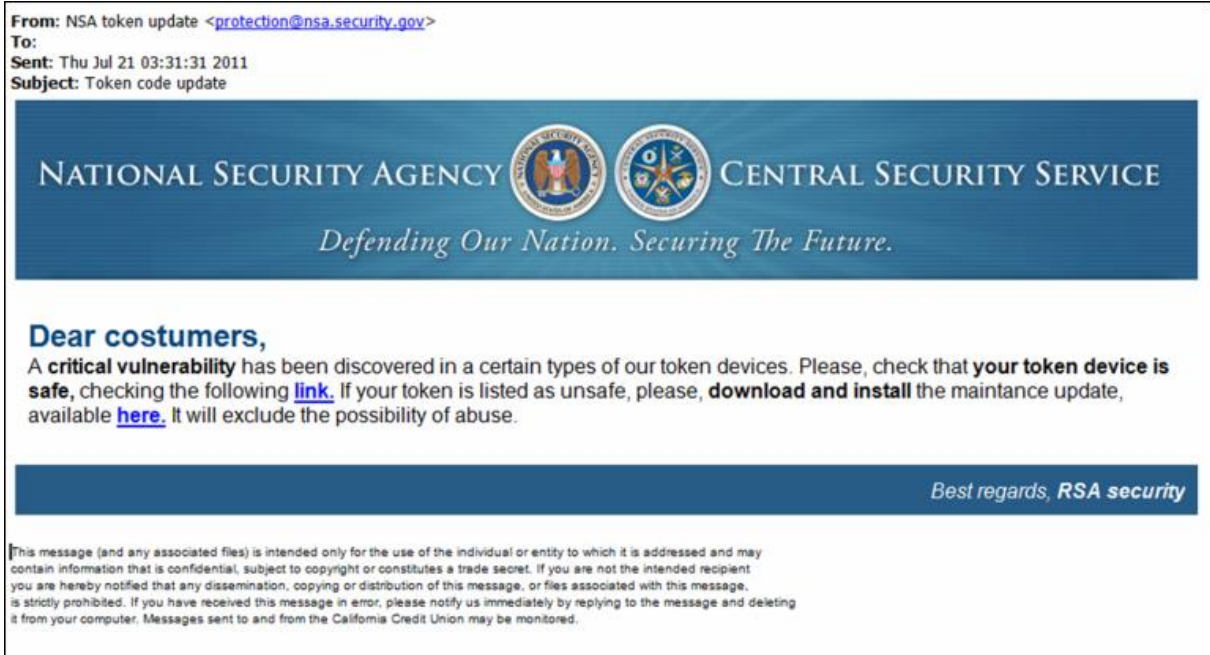 From: NSA token update <protection@nsa.security.gov>
To:
Sent: Thu Jul 21 03:31:31 2011
Subject: Token code update
NATIONAL SECURITY AGENCY CENTRAL SECURITY SERVICE
Defending Our Nation. Securing The Future.
Dear costumers,
A critical vulnerability has been discovered in a certain types of our token devices. Please, check that your token device is
safe, checking the following link. If your token is listed as unsafe, please, download and install the maintance update,
available here. It will exclude the possibility of abuse.
Best regards, RSA security
This message (and any associated files) is intended only for the use of the individual or entity to which it is addressed and may
contain information that is confidential, subject to copyright or constitutes a trade secret. If you are not the intended recipient
you are hereby notified that any dissemination, copying or distribution of this message, or files associated with this message,
is strictly prohibited. If you have received this message in error, please notify us immediately by replying to the message and deleting
it from your computer. Messages sent to and from the California Credit Union may be monitored.